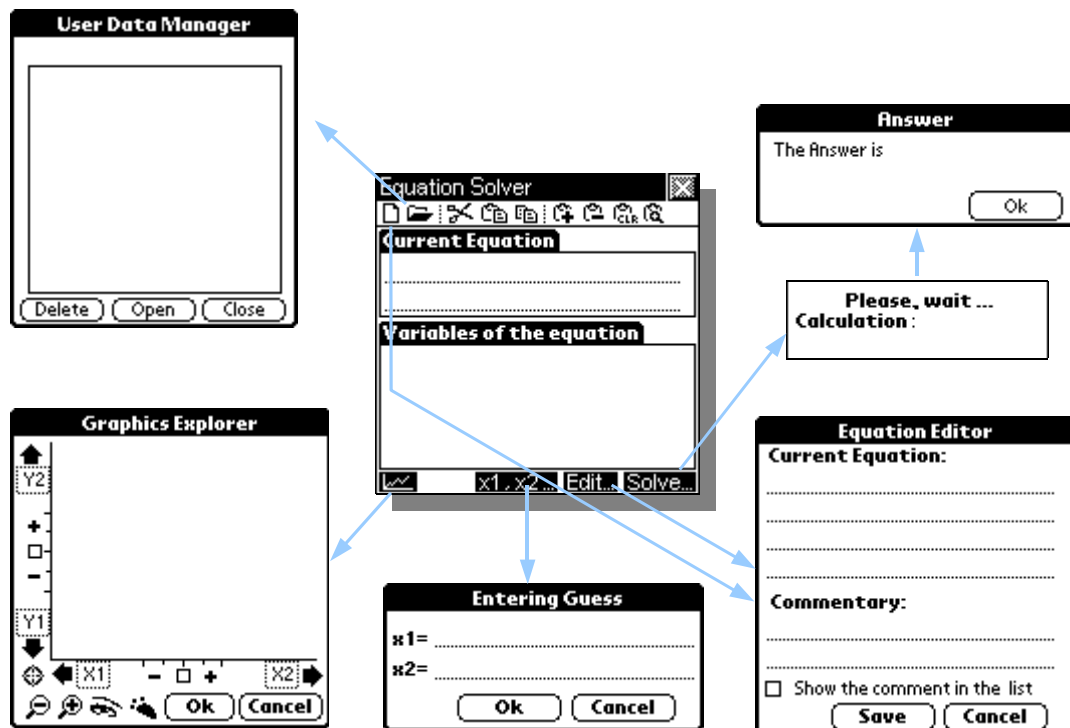 User Data Manager
Delete Open Close
Equation Solver
CLR
Current Equation
Variables of the equation
x1,x2... Edit... Solve...
Answer
The Answer is
Ok
Please, wait ...
Calculation :
Graphics Explorer
Y2
+
−
Y1
X1 − + X2
Ok Cancel
Entering Guess
x1=
x2=
Ok Cancel
Equation Editor
Current Equation:
Commentary:
Show the comment in the list
Save Cancel